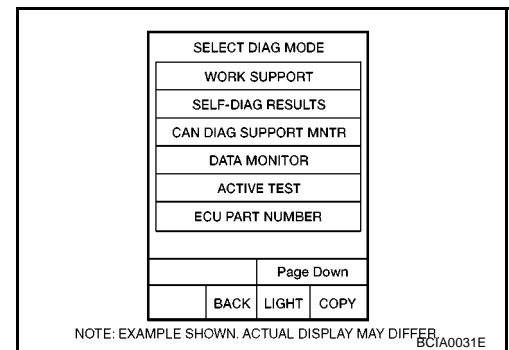 SELECT DIAG MODE
WORK SUPPORT
SELF-DIAG RESULTS
CAN DIAG SUPPORT MNTR
DATA MONITOR
ACTIVE TEST
ECU PART NUMBER
Page Down
BACK LIGHT COPY
NOTE: EXAMPLE SHOWN. ACTUAL DISPLAY MAY DIFFER
BCIA0031E